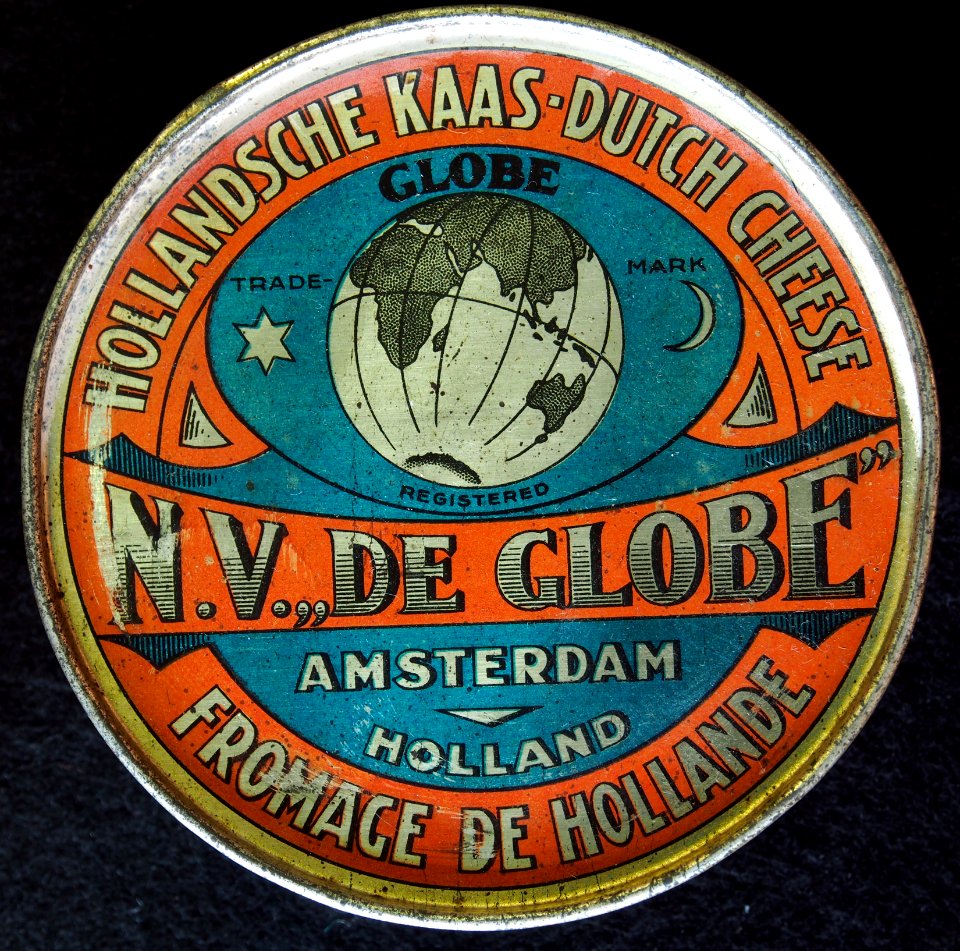 HOLLANDSCHE KAAS·DUTCH CHEESE
GLOBE
TRADE-MARK
REGISTERED
N.V. „DE GLOBE”
AMSTERDAM
HOLLAND
FROMAGE DE HOLLANDE